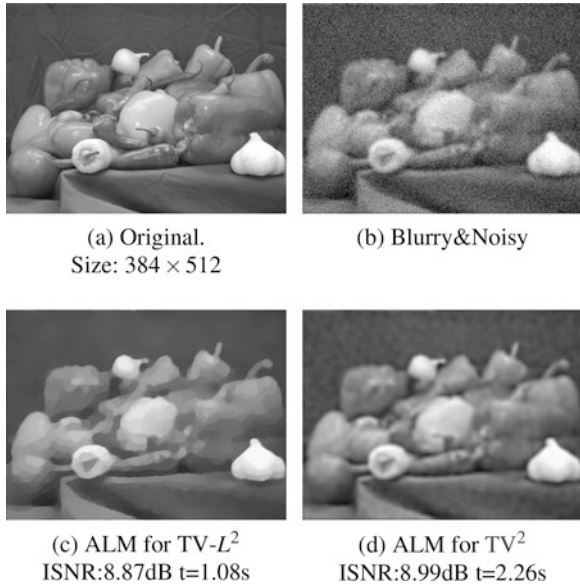 (a) Original.
Size: 384 × 512
(b) Blurry&Noisy
(c) ALM for TV-L²
ISNR:8.87dB t=1.08s
(d) ALM for TV²
ISNR:8.99dB t=2.26s